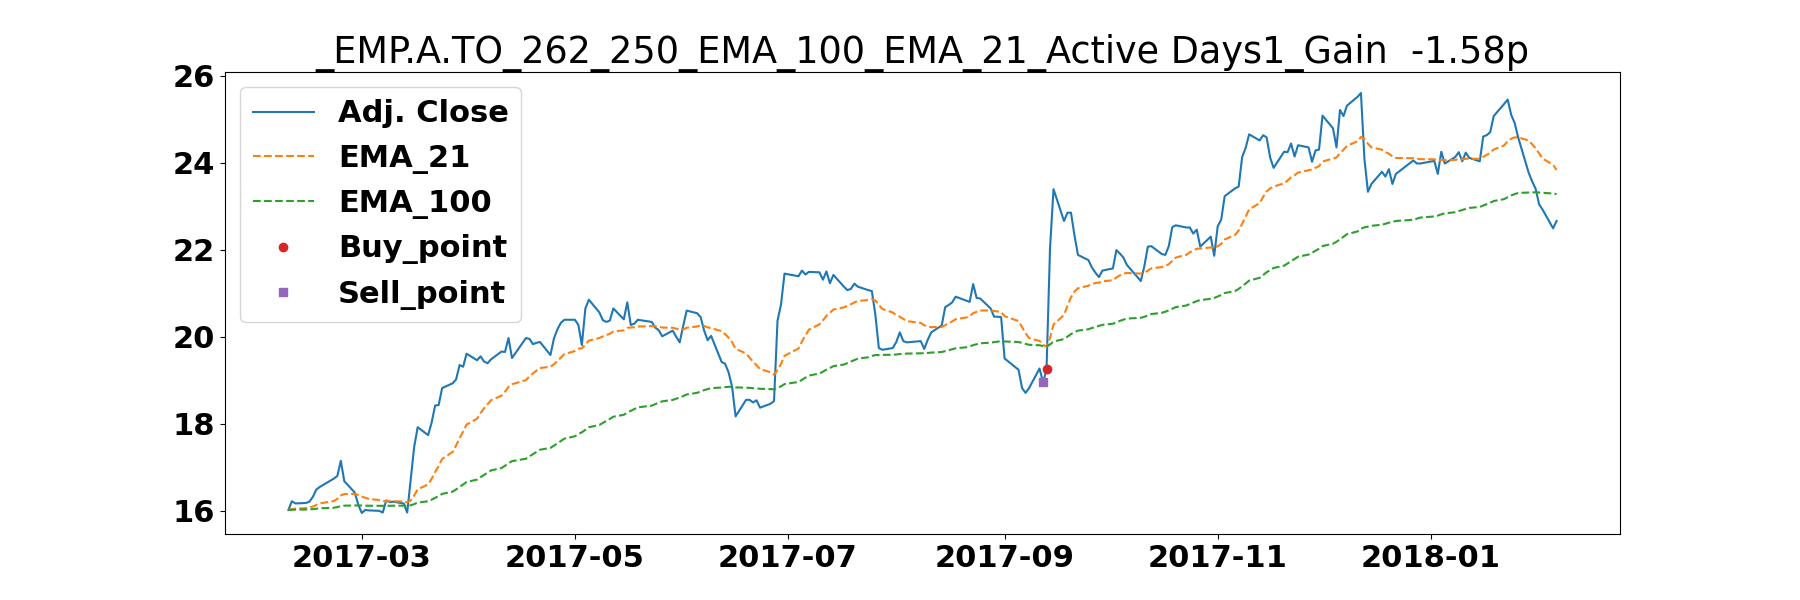 _EMP.A.TO_262_250_EMA_100_EMA_21_Active Days1_Gain  -1.58p
26
24
22
20
18
16
Adj. Close
EMA_21
EMA_100
Buy_point
Sell_point
2017-03 2017-05 2017-07 2017-09 2017-11 2018-01